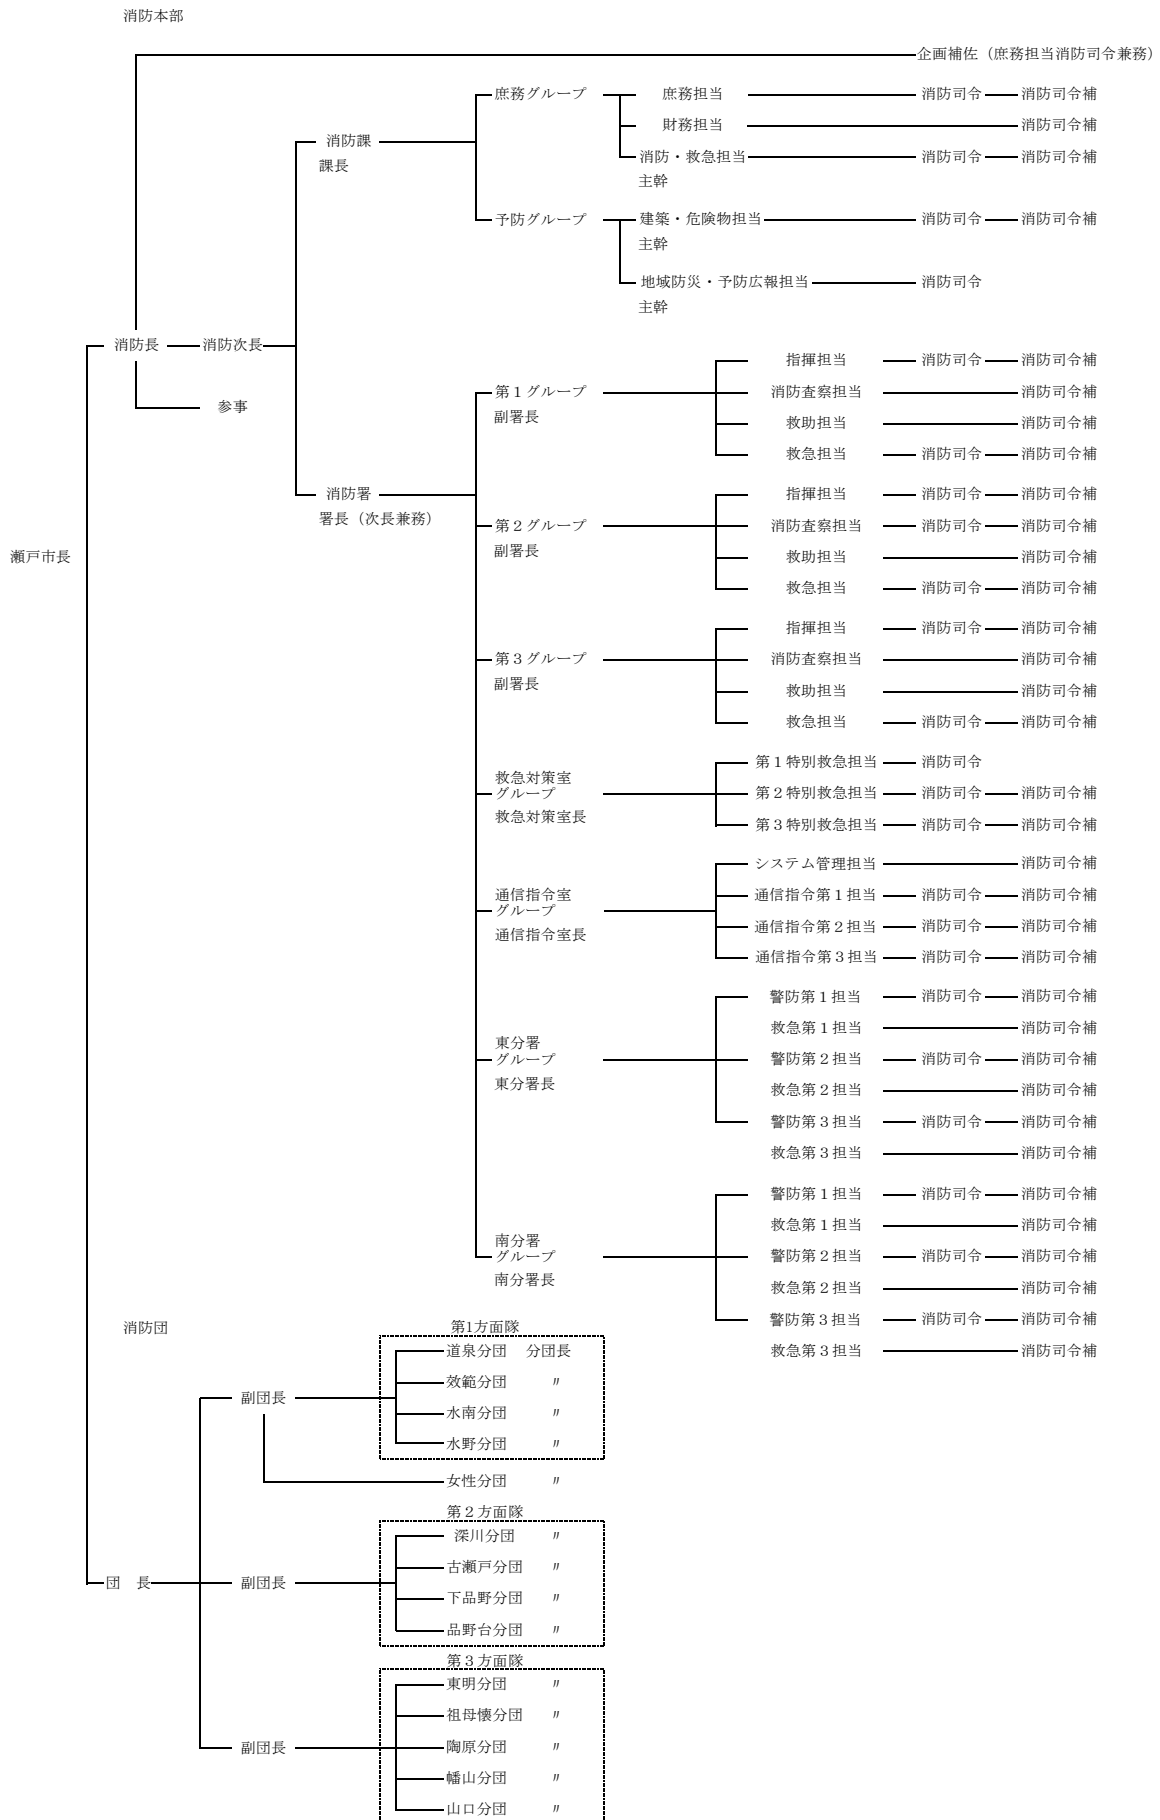 消防本部
企画補佐（庶務担当消防司令兼務）
庶務グループ 庶務担当 消防司令 消防司令補
財務担当 消防司令補
消防課
課長
消防・救急担当 消防司令 消防司令補
主幹
予防グループ 建築・危険物担当 消防司令 消防司令補
主幹
地域防災・予防広報担当 消防司令
主幹
消防長 消防次長
参事
指揮担当 消防司令 消防司令補
第１グループ 消防査察担当 消防司令補
副署長
救助担当 消防司令補
救急担当 消防司令 消防司令補
消防署
署長（次長兼務）
指揮担当 消防司令 消防司令補
第２グループ 消防査察担当 消防司令 消防司令補
副署長
救助担当 消防司令補
瀬戸市長
救急担当 消防司令 消防司令補
指揮担当 消防司令 消防司令補
第３グループ 消防査察担当 消防司令補
副署長
救助担当 消防司令補
救急担当 消防司令 消防司令補
第１特別救急担当 消防司令
救急対策室
グループ 第２特別救急担当 消防司令 消防司令補
救急対策室長
第３特別救急担当 消防司令 消防司令補
システム管理担当 消防司令補
通信指令室
通信指令第１担当 消防司令 消防司令補
グループ
通信指令第２担当 消防司令 消防司令補
通信指令室長
通信指令第３担当 消防司令 消防司令補
警防第１担当 消防司令 消防司令補
救急第１担当 消防司令補
東分署
グループ 警防第２担当 消防司令 消防司令補
東分署長
救急第２担当 消防司令補
警防第３担当 消防司令 消防司令補
救急第３担当 消防司令補
警防第１担当 消防司令 消防司令補
救急第１担当 消防司令補
南分署
グループ 警防第２担当 消防司令 消防司令補
南分署長
救急第２担当 消防司令補
警防第３担当 消防司令 消防司令補
救急第３担当 消防司令補
消防団
第1方面隊
道泉分団 分団長
効範分団 〃
副団長
水南分団 〃
水野分団 〃
女性分団 〃
第２方面隊
深川分団 〃
古瀬戸分団 〃
団　長 副団長
下品野分団 〃
品野台分団 〃
第３方面隊
東明分団 〃
祖母懐分団 〃
副団長 陶原分団 〃
幡山分団 〃
山口分団 〃